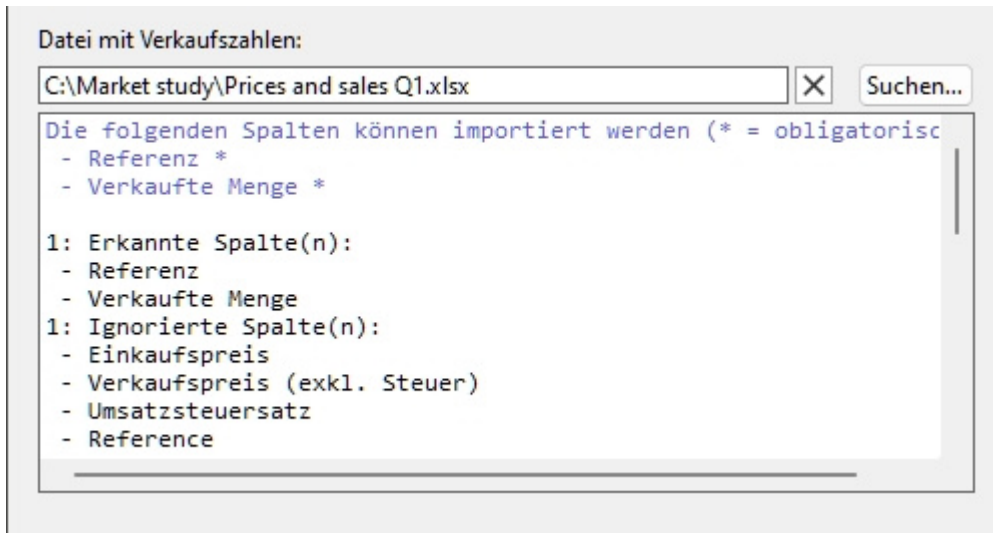 Datei mit Verkaufszahlen:
C:\Market study\Prices and sales Q1.xlsx
Suchen...
Die folgenden Spalten können importiert werden (* = obligatorisc
- Referenz *
- Verkaufte Menge *
1: Erkannte Spalte(n):
- Referenz
- Verkaufte Menge
1: Ignorierte Spalte(n):
- Einkaufspreis
- Verkaufspreis (exkl. Steuer)
- Umsatzsteuersatz
- Reference